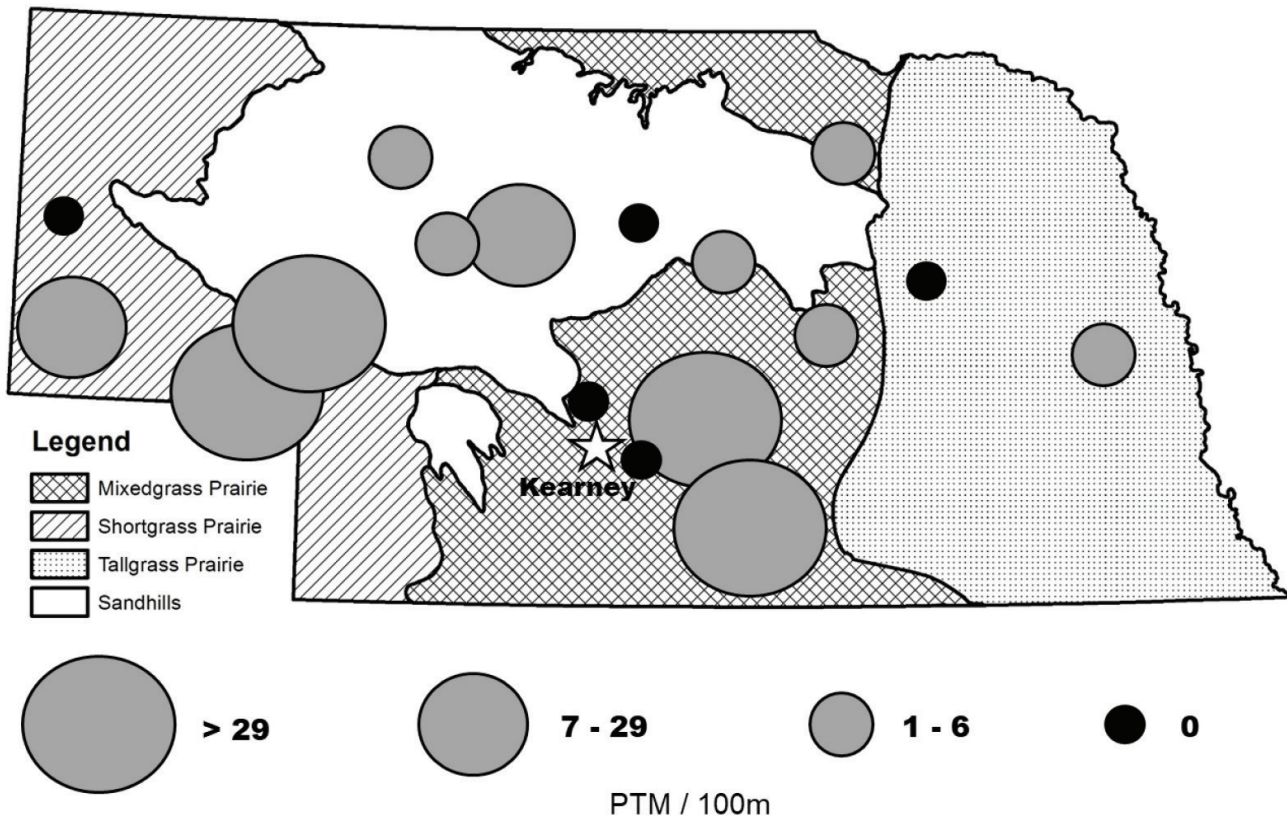 Kearney
Legend
Mixedgrass Prairie
Shortgrass Prairie
Tallgrass Prairie
Sandhills
> 29
7 - 29
1 - 6
0
PTM / 100m